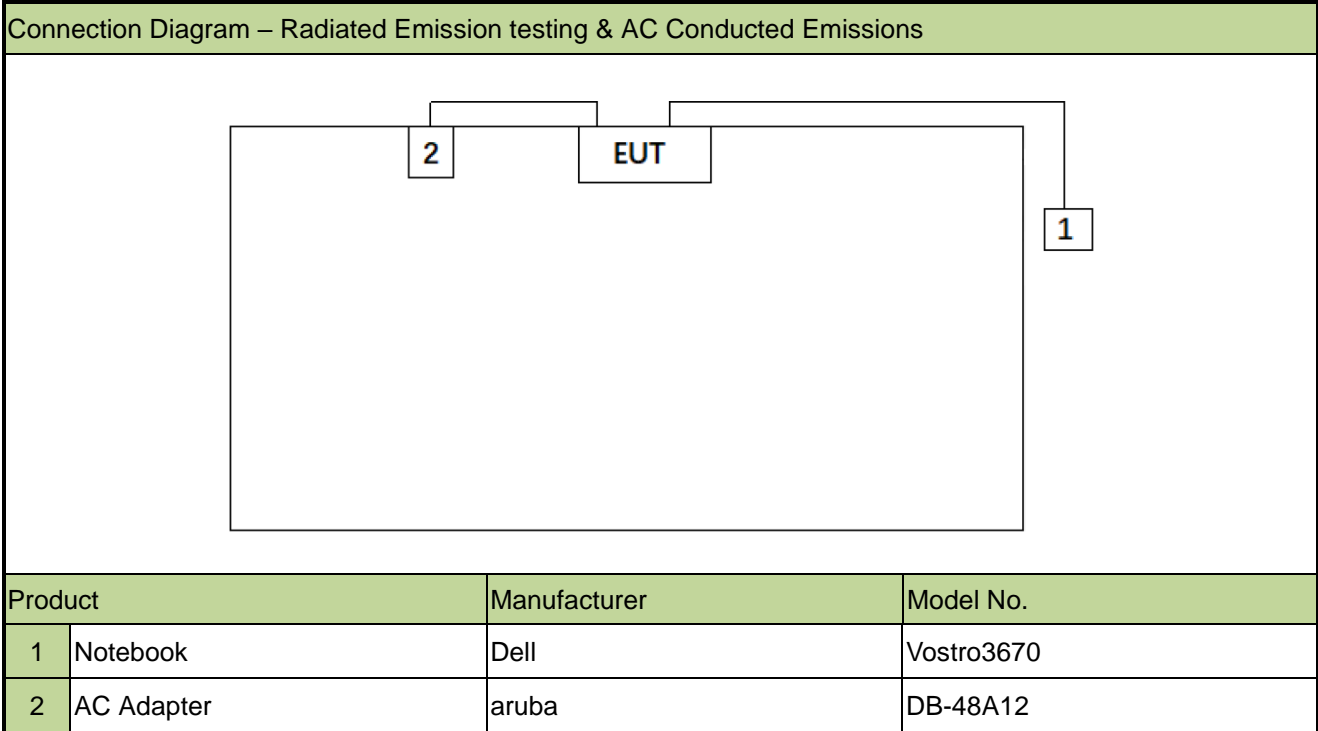 Connection Diagram – Radiated Emission testing & AC Conducted Emissions
2 EUT
1
Product Manufacturer Model No.
1 Notebook Dell Vostro3670
2 AC Adapter aruba DB-48A12